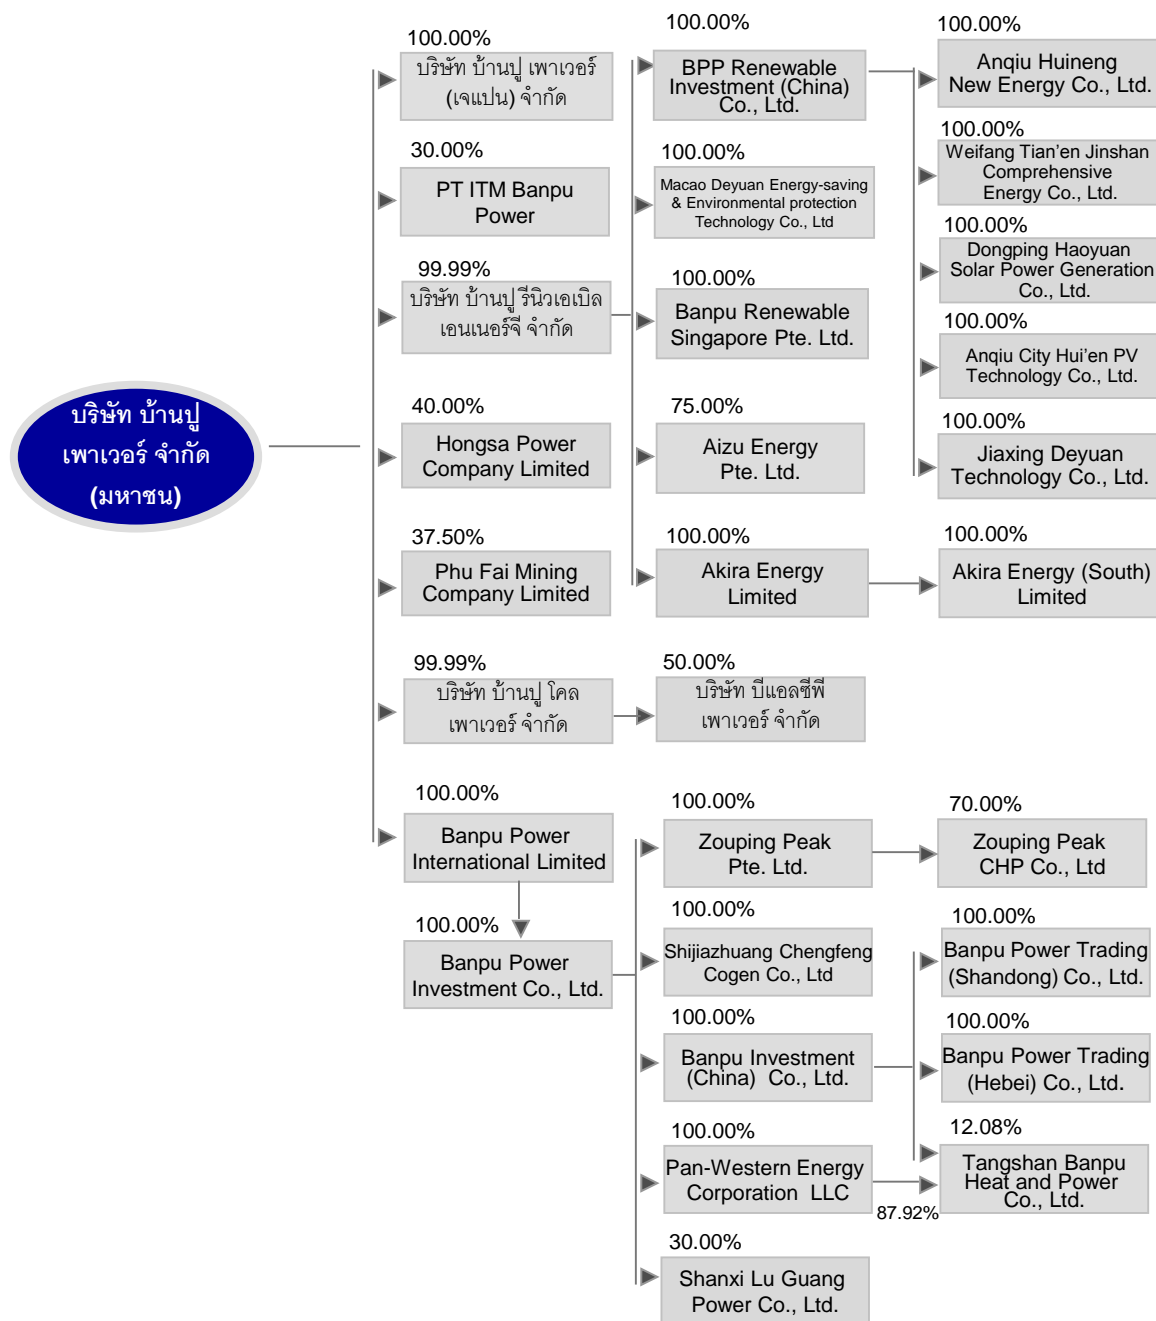 บริษัท บ้านปู
เพาเวอร์ จำกัด
(มหาชน)
100.00%
บริษัท บ้านปู เพาเวอร์
(เจแปน) จำกัด
30.00%
PT ITM Banpu
Power
99.99%
บริษัท บ้านปู รีนิวเอเบิล
เอนเนอร์จี จำกัด
40.00%
Hongsa Power
Company Limited
37.50%
Phu Fai Mining
Company Limited
99.99%
บริษัท บ้านปู โคล
เพาเวอร์ จำกัด
100.00%
Banpu Power
International Limited
100.00%
Banpu Power
Investment Co., Ltd.
100.00%
BPP Renewable
Investment (China)
Co., Ltd.
100.00%
Macao Deyuan Energy-saving
& Environmental protection
Technology Co., Ltd
100.00%
Banpu Renewable
Singapore Pte. Ltd.
75.00%
Aizu Energy
Pte. Ltd.
100.00%
Akira Energy
Limited
50.00%
บริษัท บีแอลซีพี
เพาเวอร์ จำกัด
100.00%
Zouping Peak
Pte. Ltd.
100.00%
Shijiazhuang Chengfeng
Cogen Co., Ltd
100.00%
Banpu Investment
(China) Co., Ltd.
100.00%
Pan-Western Energy
Corporation LLC
87.92%
30.00%
Shanxi Lu Guang
Power Co., Ltd.
100.00%
Anqiu Huineng
New Energy Co., Ltd.
100.00%
Weifang Tian'en Jinshan
Comprehensive
Energy Co., Ltd.
100.00%
Dongping Haoyuan
Solar Power Generation
Co., Ltd.
100.00%
Anqiu City Hui'en PV
Technology Co., Ltd.
100.00%
Jiaxing Deyuan
Technology Co., Ltd.
100.00%
Akira Energy (South)
Limited
70.00%
Zouping Peak
CHP Co., Ltd
100.00%
Banpu Power Trading
(Shandong) Co., Ltd.
100.00%
Banpu Power Trading
(Hebei) Co., Ltd.
12.08%
Tangshan Banpu
Heat and Power
Co., Ltd.